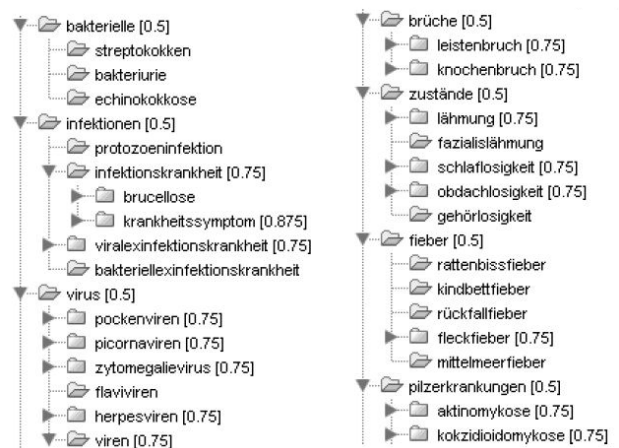 bakterielle [0.5]
streptokokken
bakteriurie
echinokokkose
infektionen [0.5]
protozoeninfektion
infektionskrankheit [0.75]
brucellose
krankheitssymptom [0.875]
viralexinfektionskrankheit [0.75]
bakteriellexinfektionskrankheit
virus [0.5]
pockenviren [0.75]
picornaviren [0.75]
zytomegalievirus [0.75]
flaviviren
herpesviren [0.75]
viren [0.75]
brüche [0.5]
leistenbruch [0.75]
knochenbruch [0.75]
zustände [0.5]
lähmung [0.75]
fazialislähmung
schlaflosigkeit [0.75]
obdachlosigkeit [0.75]
gehörlosigkeit
fieber [0.5]
rattenbissfieber
kindbettfieber
rückfallfieber
fleckfieber [0.75]
mittelmeerfieber
pilzerkrankungen [0.5]
aktinomykose [0.75]
kokzidioidomykose [0.75]